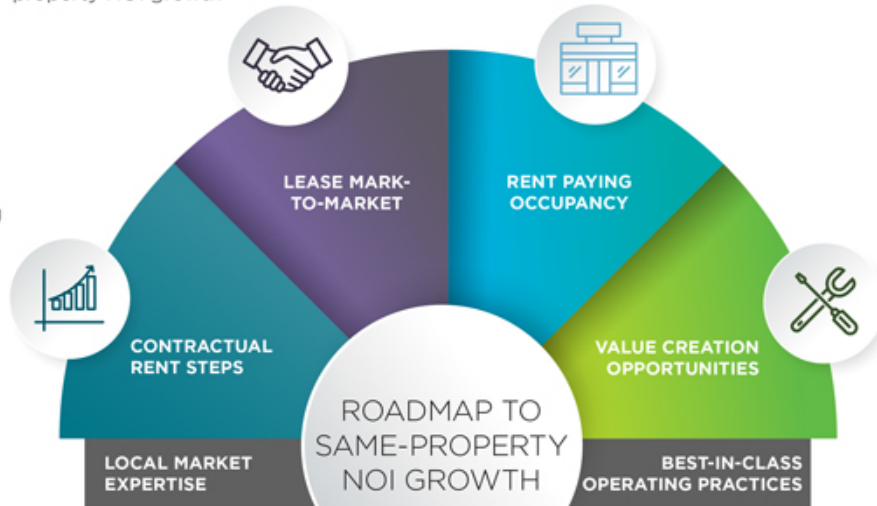 LEASE MARK-
TO-MARKET
RENT PAYING
OCCUPANCY
CONTRACTUAL
RENT STEPS
VALUE CREATION
OPPORTUNITIES
ROADMAP TO
SAME-PROPERTY
NOI GROWTH
LOCAL MARKET
EXPERTISE
BEST-IN-CLASS
OPERATING PRACTICES